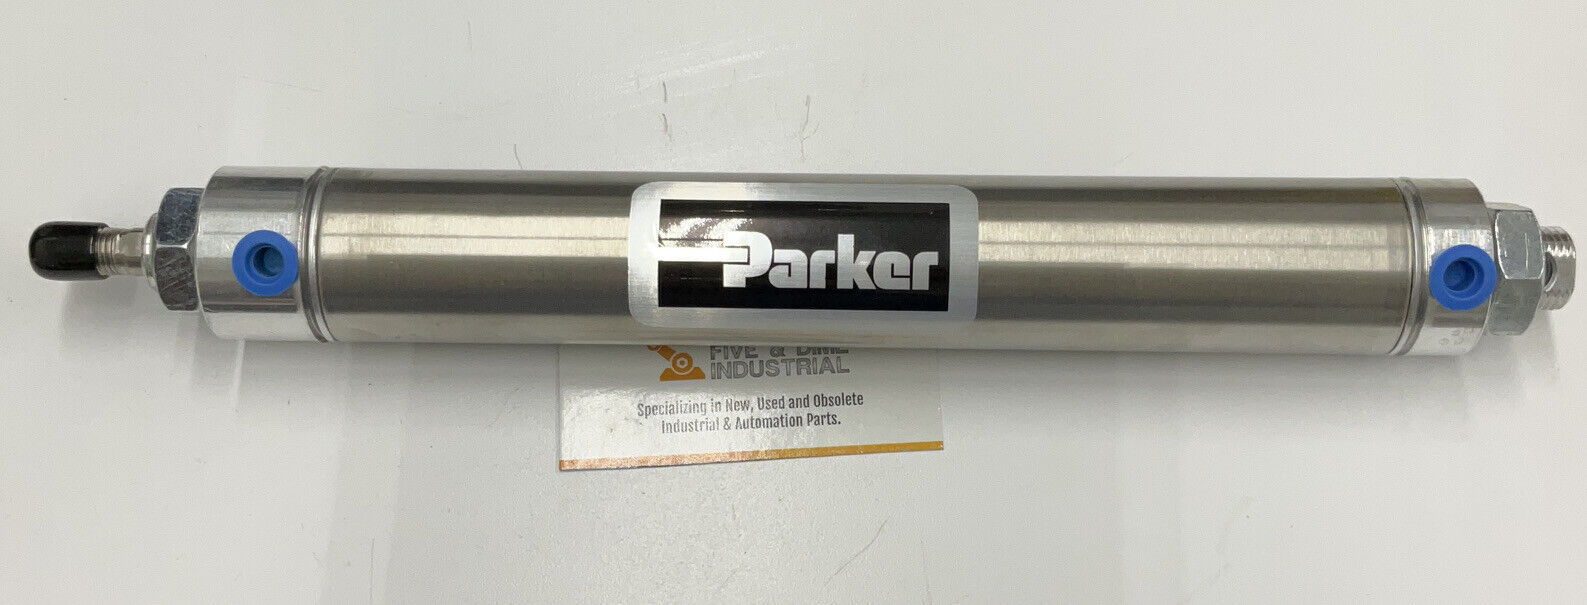 Parker
FIVE & DIME
INDUSTRIAL
Specializing in New, Used and Obsolete
Industrial & Automation Parts.